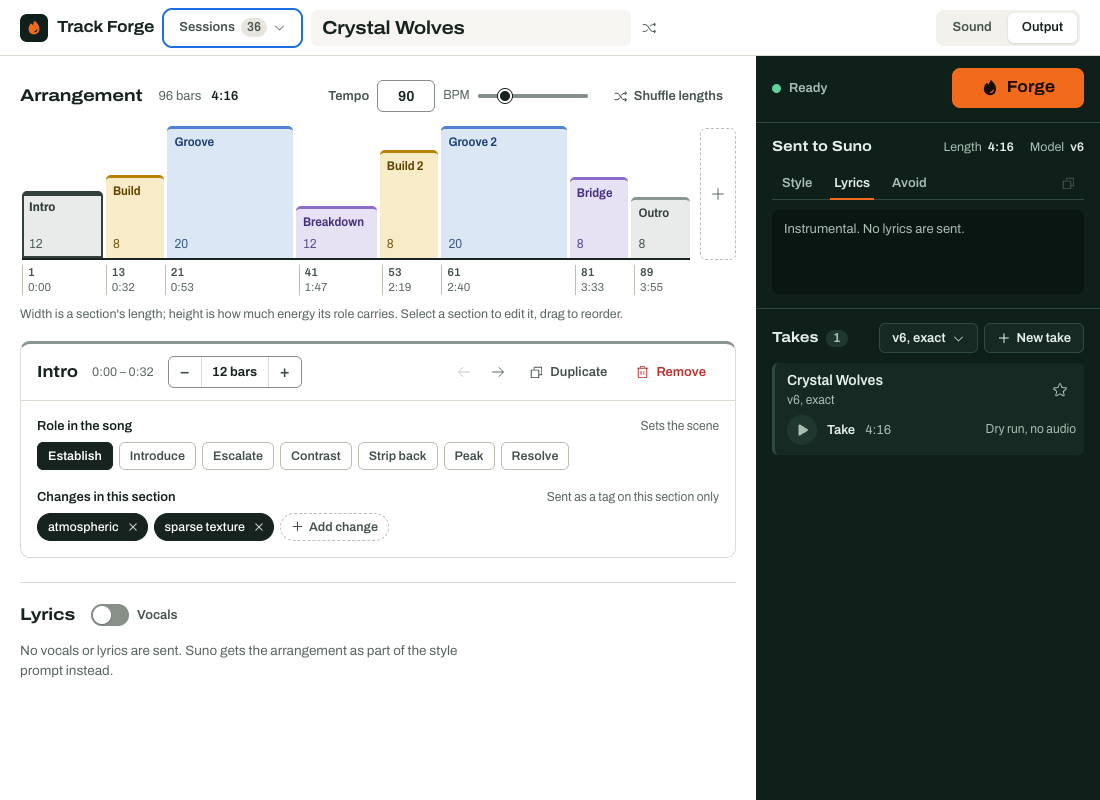 Track Forge
Sessions 36
Crystal Wolves
Sound
Output
Arrangement
96 bars 4:16
Tempo 90 BPM
Shuffle lengths
Intro
12
Build
8
Groove
20
Breakdown
12
Build 2
8
Groove 2
20
Bridge
8
Outro
8
+
1
0:00
13
0:32
21
0:53
41
1:47
53
2:19
61
2:40
81
3:33
89
3:55
Width is a section's length; height is how much energy its role carries. Select a section to edit it, drag to reorder.
Intro 0:00 – 0:32 − 12 bars +
Duplicate
Remove
Role in the song
Sets the scene
Establish
Introduce
Escalate
Contrast
Strip back
Peak
Resolve
Changes in this section
Sent as a tag on this section only
atmospheric ×
sparse texture ×
+ Add change
Lyrics
Vocals
No vocals or lyrics are sent. Suno gets the arrangement as part of the style
prompt instead.
Ready
Forge
Sent to Suno
Length 4:16
Model v6
Style
Lyrics
Avoid
Instrumental. No lyrics are sent.
Takes 1
v6, exact
+ New take
Crystal Wolves
v6, exact
Take 4:16
Dry run, no audio